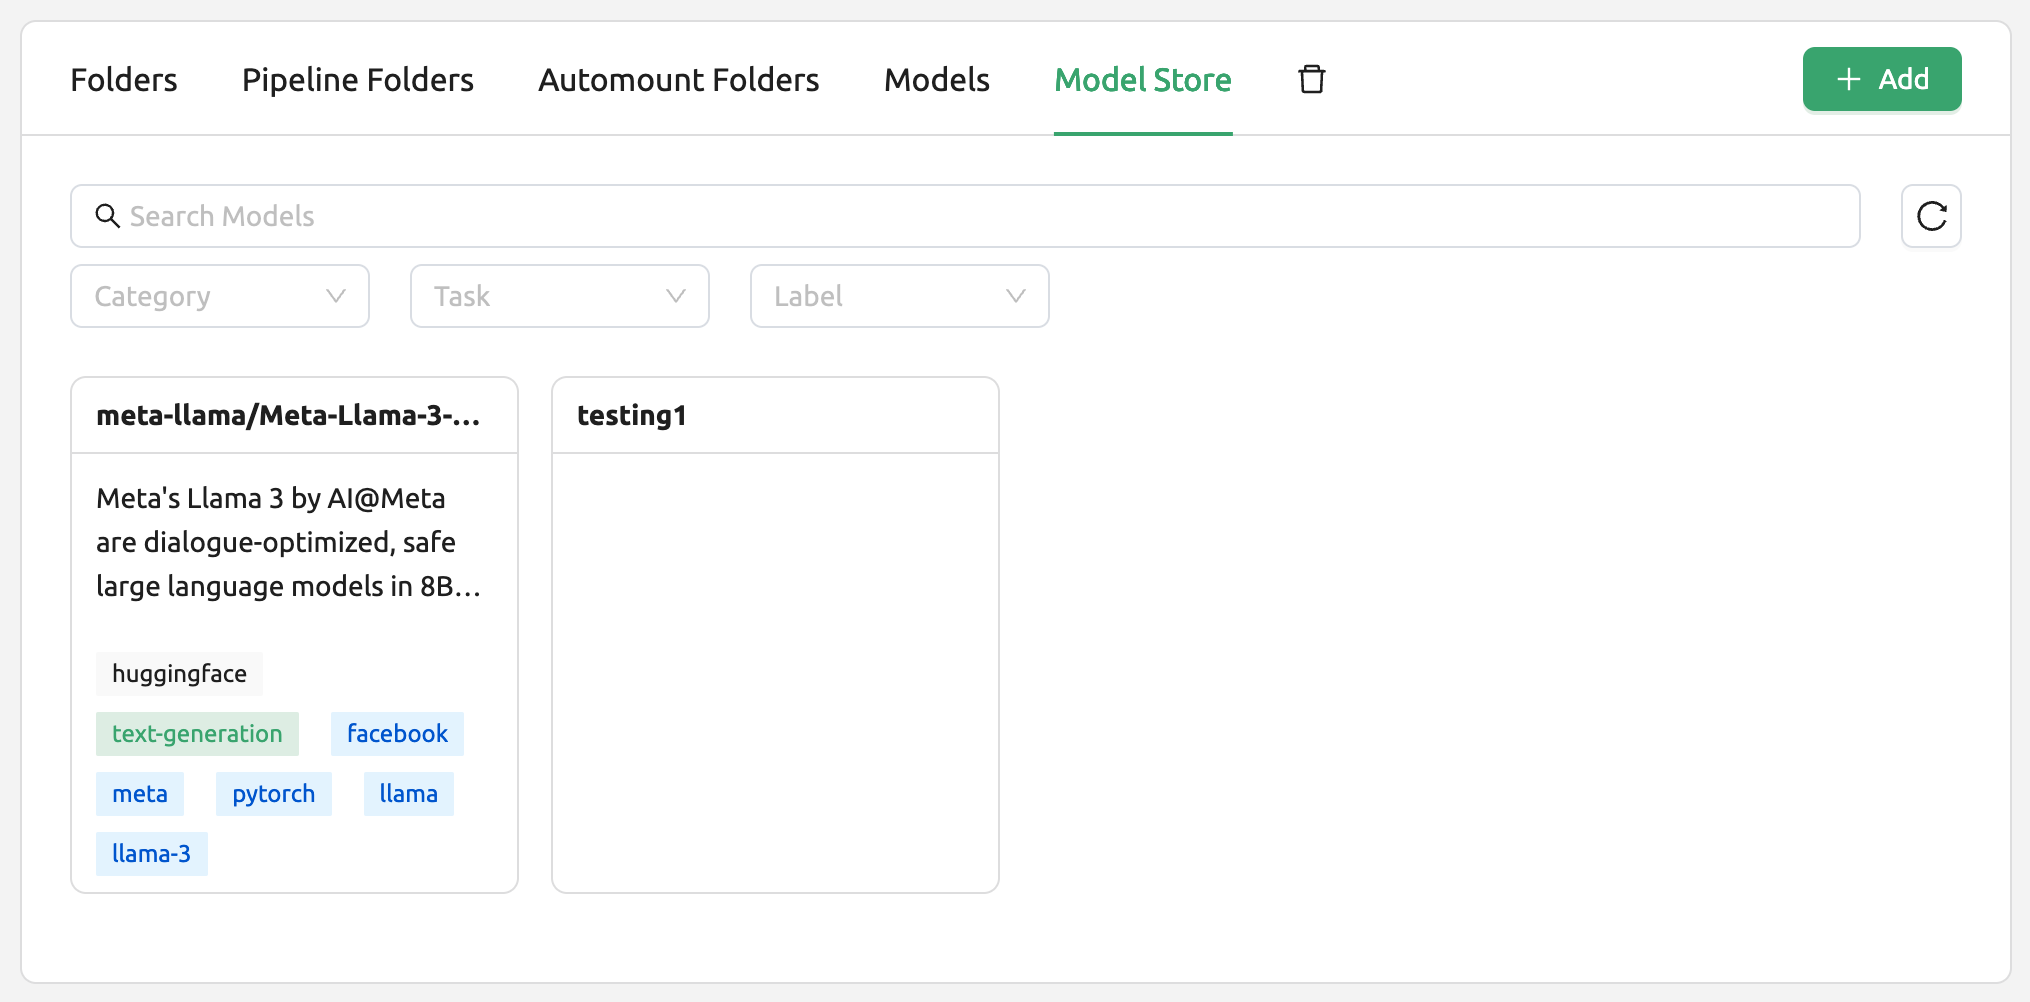 Folders Pipeline Folders Automount Folders Models Model Store Add
Search Models
Category Task Label
meta-llama/Meta-Llama-3-...
Meta's Llama 3 by AI@Meta
are dialogue-optimized, safe
large language models in 8B...
huggingface
text-generation facebook
meta pytorch llama
llama-3
testing1